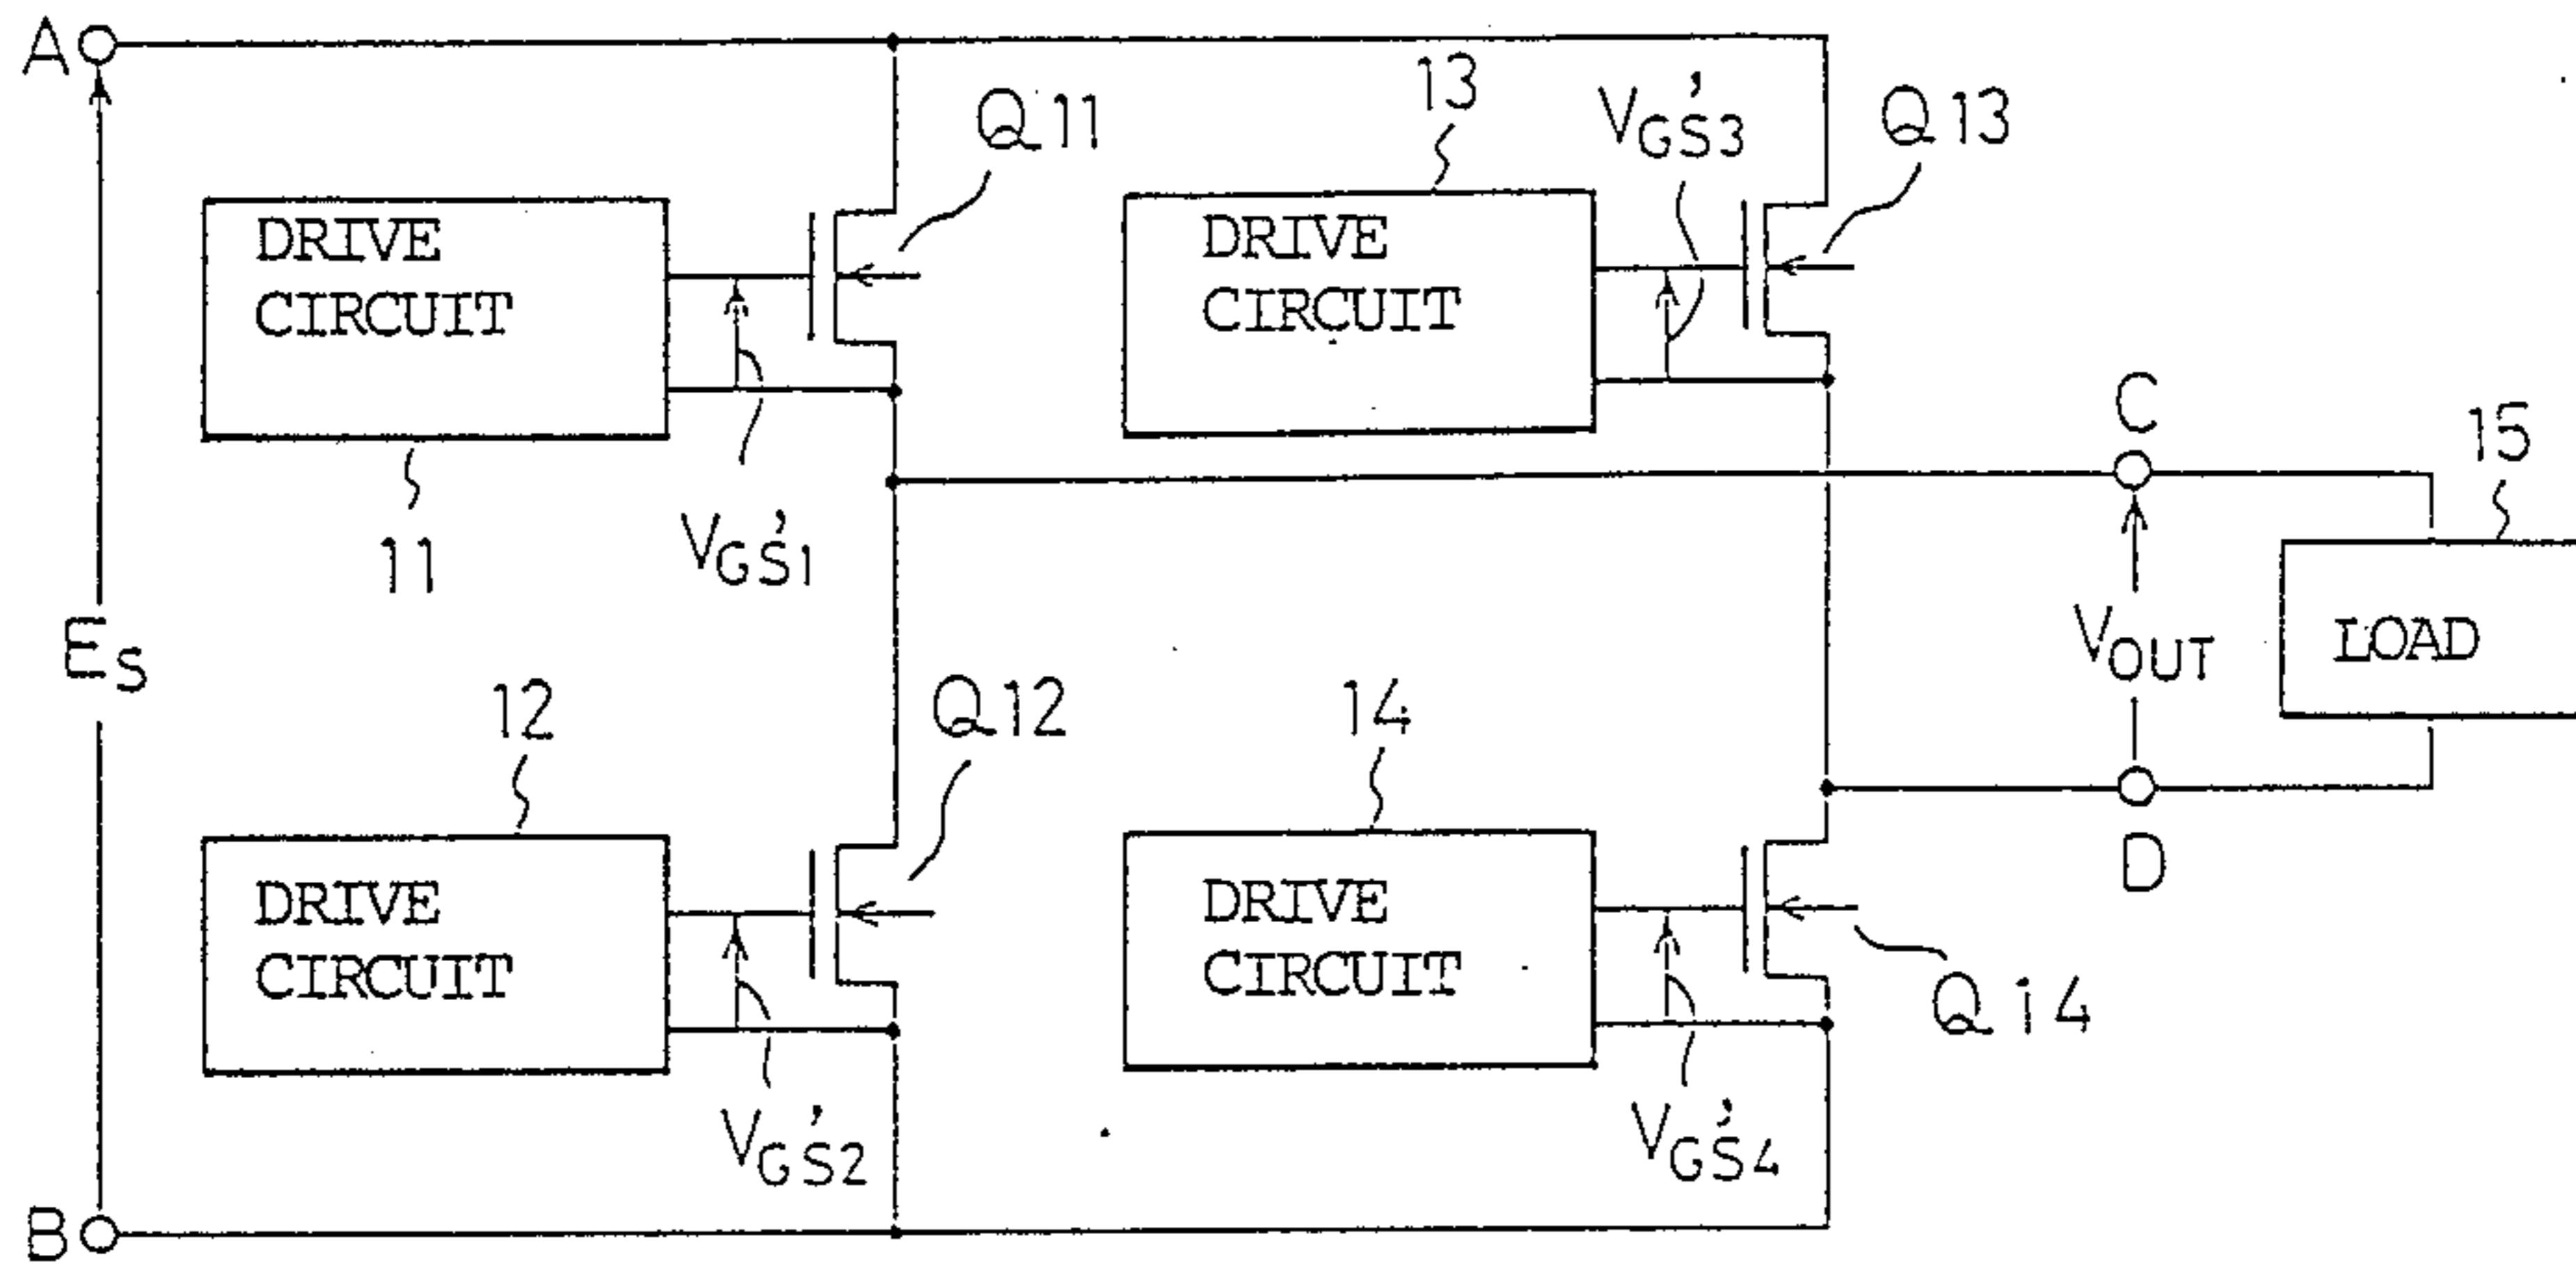 A
13
V'GS3
Q13
Q11
DRIVE
CIRCUIT
DRIVE
CIRCUIT
C
15
11
V'GS1
ES
VOUT
LOAD
12
Q12
14
D
DRIVE
CIRCUIT
DRIVE
CIRCUIT
Q14
V'GS2
V'GS4
B